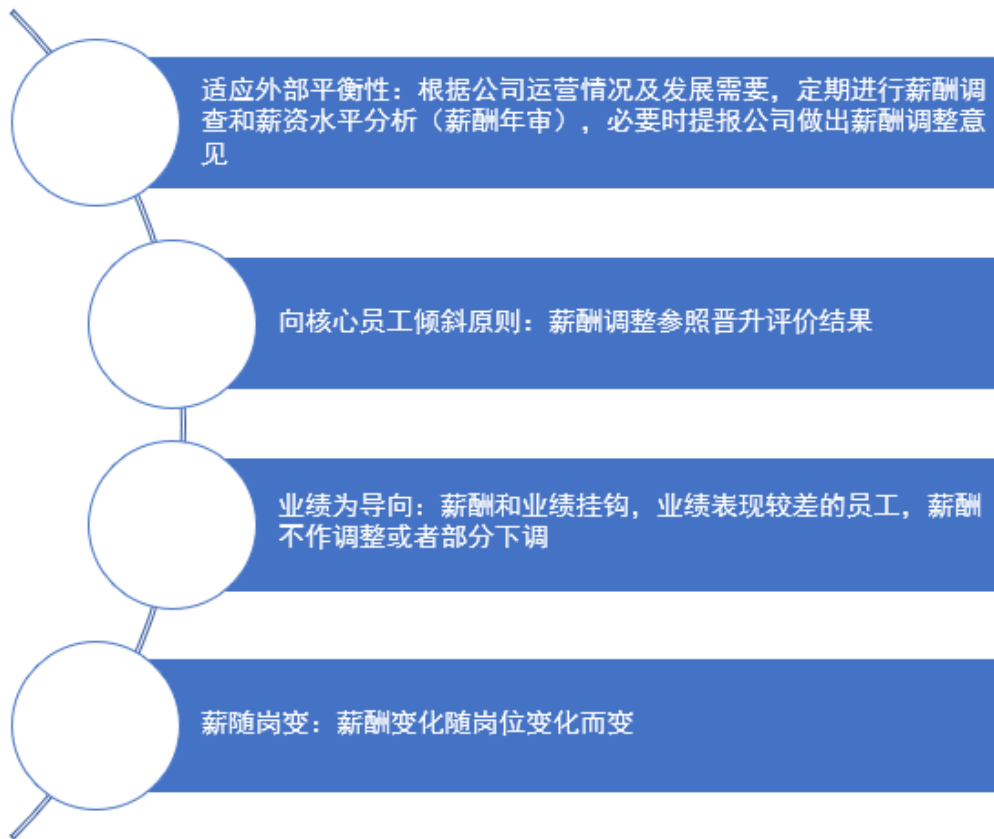 适应外部平衡性：根据公司运营情况及发展需要，定期进行薪酬调
查和薪资水平分析（薪酬年审），必要时提报公司做出薪酬调整意
见
向核心员工倾斜原则：薪酬调整参照晋升评价结果
业绩为导向：薪酬和业绩挂钩，业绩表现较差的员工，薪酬
不作调整或者部分下调
薪随岗变：薪酬变化随岗位变化而变